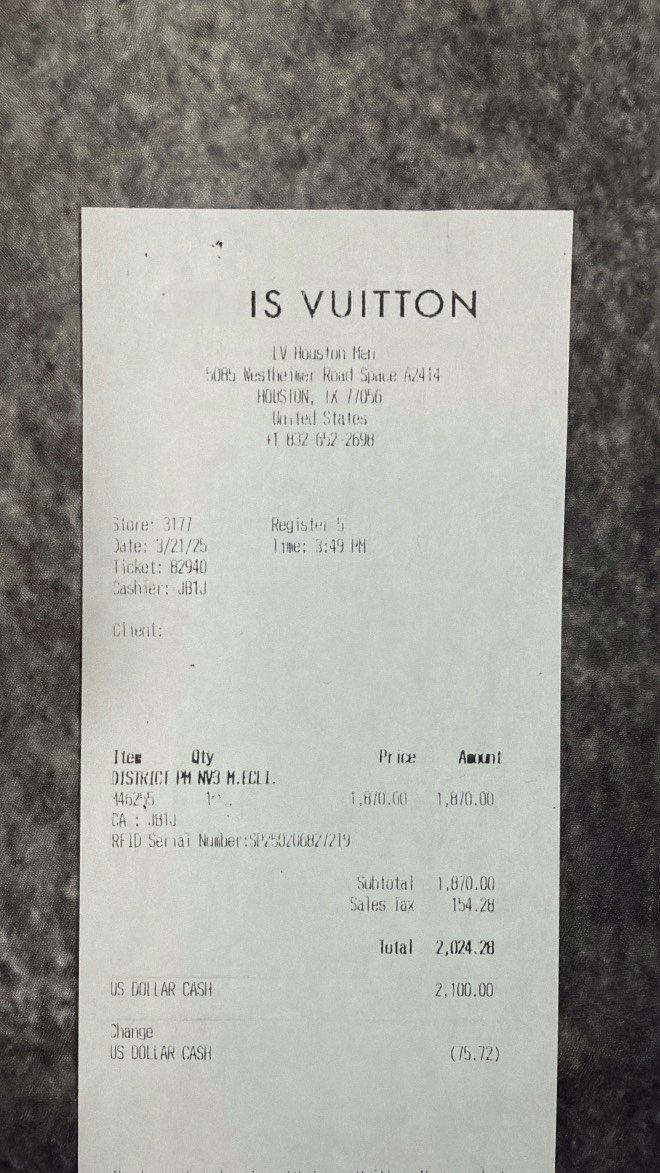 IS VUITTON
LV Houston Men
5085 Westheimer Road Space A2414
HOUSTON, TX 77056
United States
+1 832-652-2698
Store: 3177 Register 5
Date: 3/21/25 Time: 3:49 PM
Ticket: 82940
Cashier: JB1J
Client:
Item Qty Price Amount
DISTRICT PM NV3 M.ECLI.
M46255 1 1,870.00 1,870.00
CA : JB1J
RFID Serial Number:SP250206827219
Subtotal 1,870.00
Sales Tax 154.28
Total 2,024.28
US DOLLAR CASH 2,100.00
Change
US DOLLAR CASH (75.72)